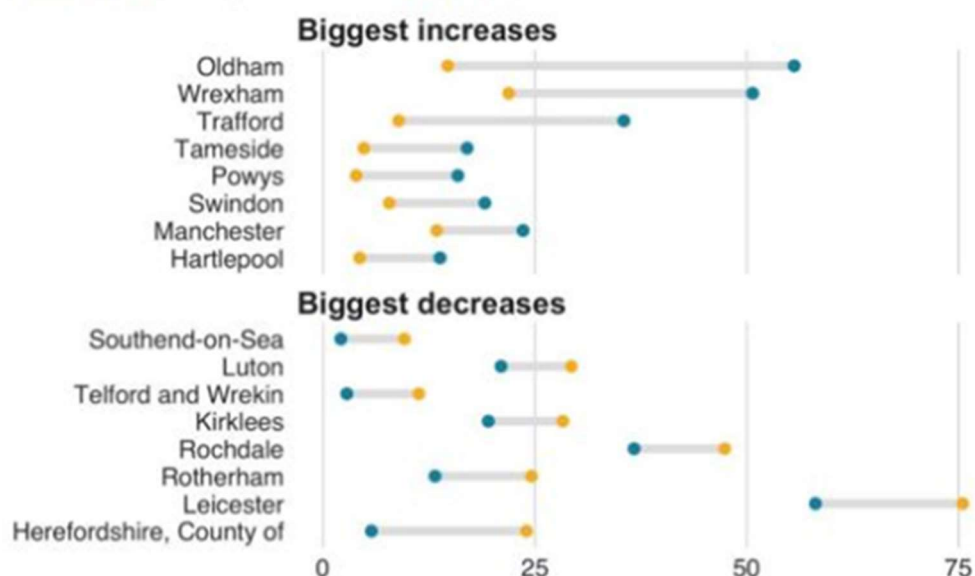 Biggest increases
Oldham
Wrexham
Trafford
Tameside
Powys
Swindon
Manchester
Hartlepool
Biggest decreases
Southend-on-Sea
Luton
Telford and Wrekin
Kirklees
Rochdale
Rotherham
Leicester
Herefordshire, County of
0 25 50 75